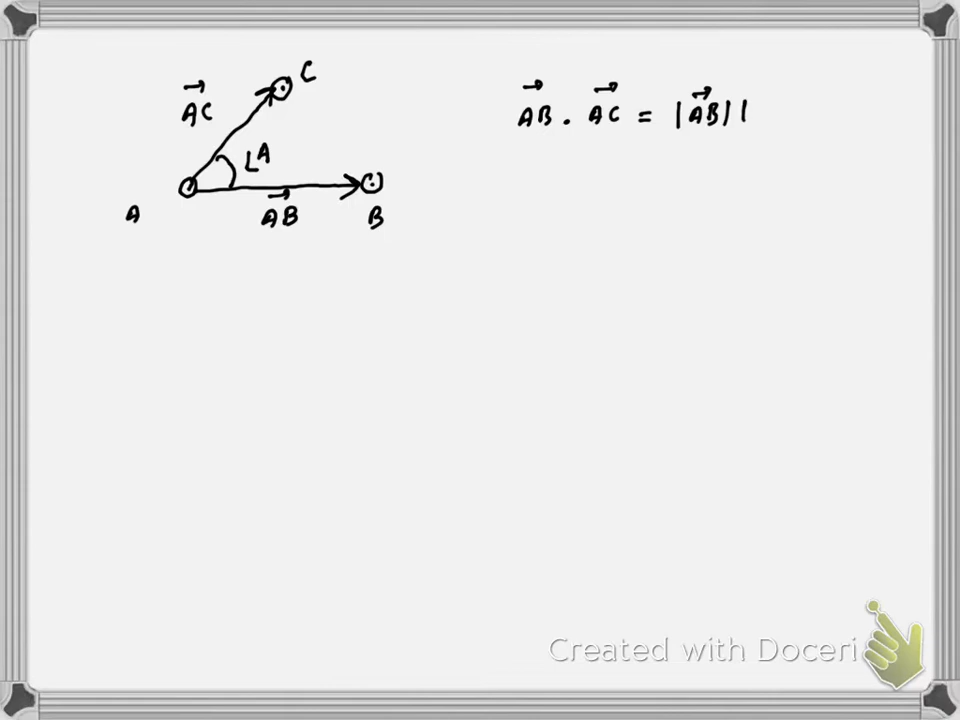 C
AC
∠A
AB
A
B
AB . AC = |AB| |
Created with Doceri